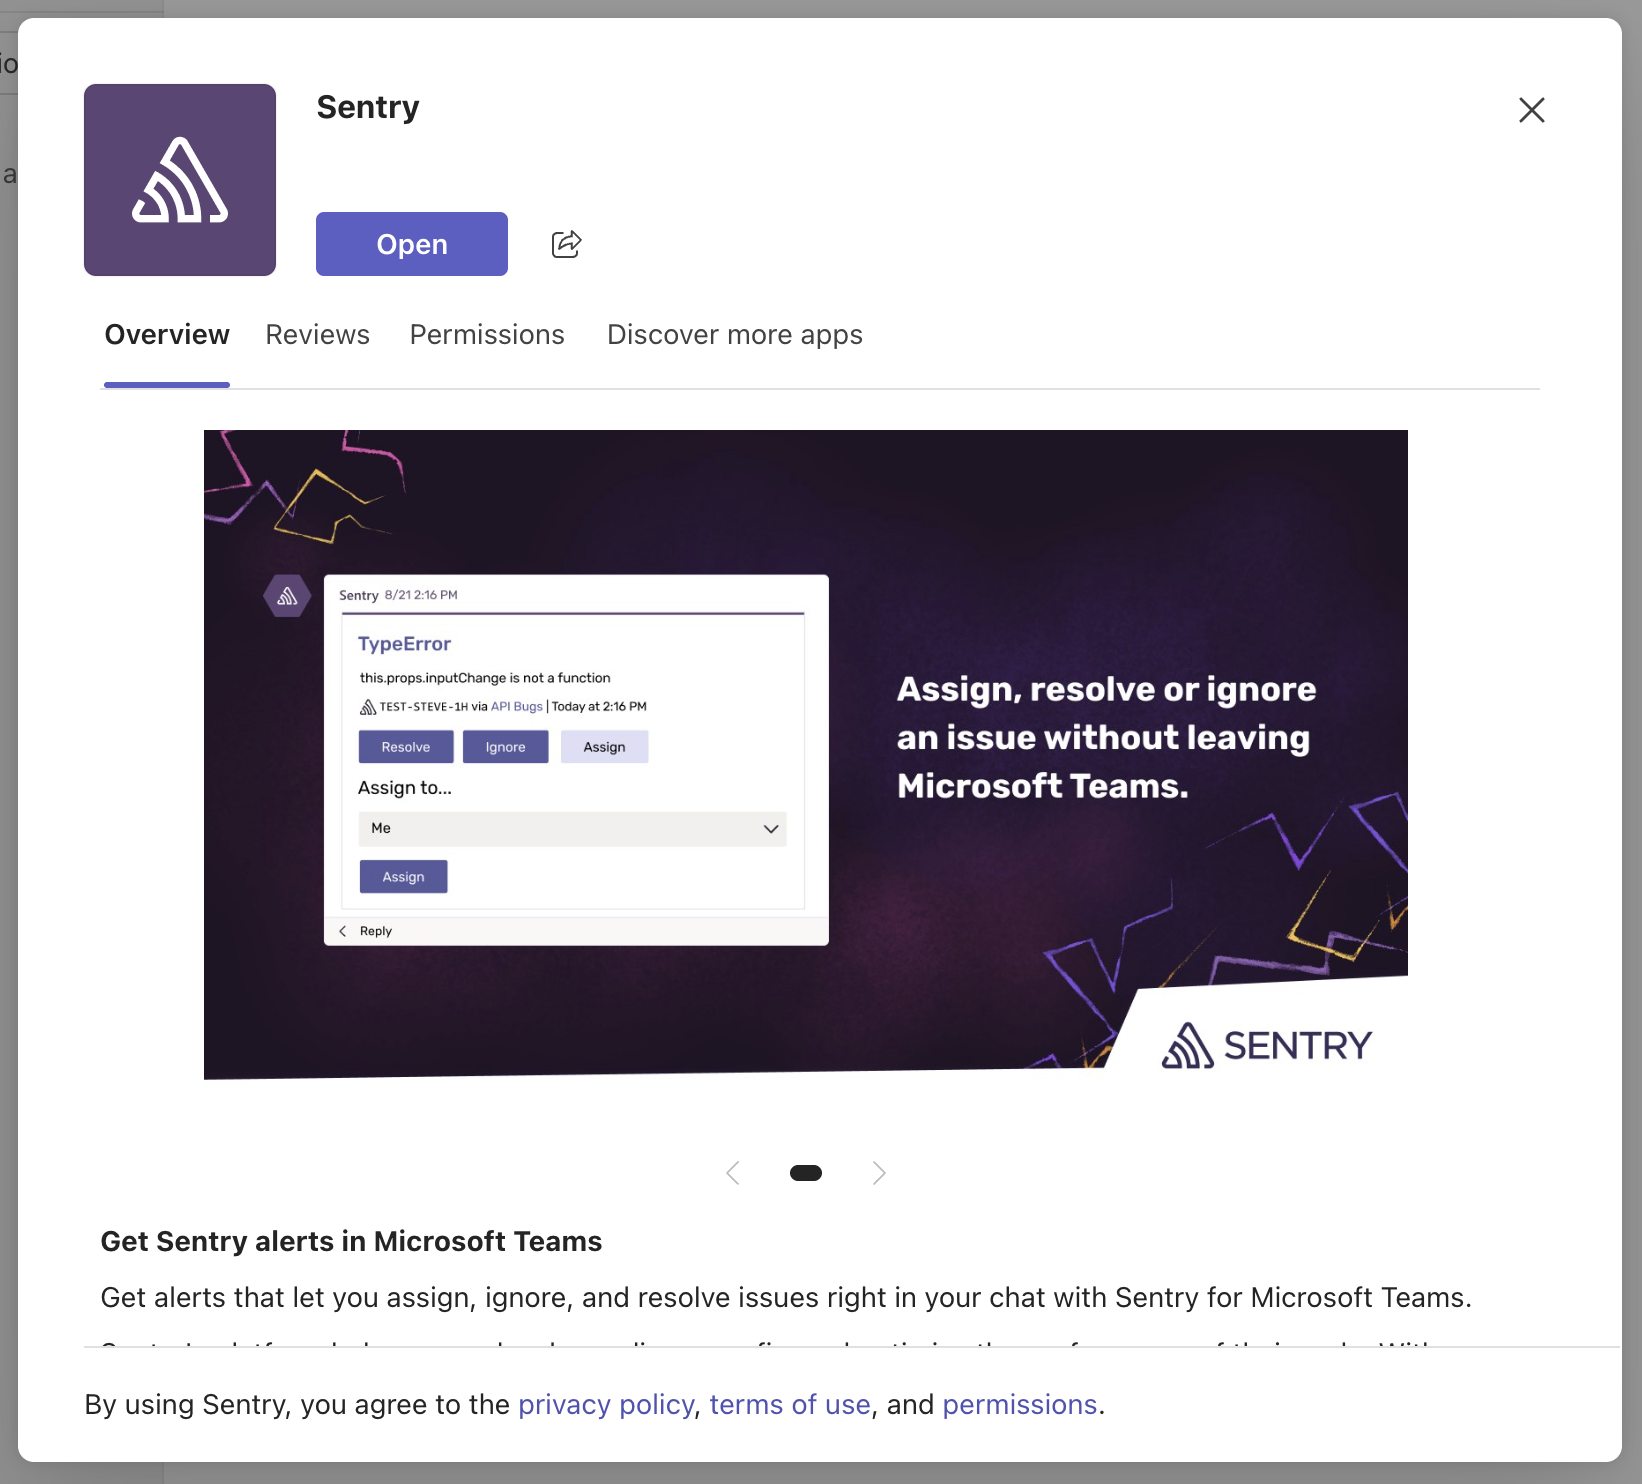 io
a
Sentry
Open
Overview Reviews Permissions Discover more apps
Sentry 8/21 2:16 PM
TypeError
this.props.inputChange is not a function
TEST-STEVE-1H via API Bugs | Today at 2:16 PM
Resolve Ignore Assign
Assign to...
Me
Assign
Reply
Assign, resolve or ignore
an issue without leaving
Microsoft Teams.
SENTRY
Get Sentry alerts in Microsoft Teams
Get alerts that let you assign, ignore, and resolve issues right in your chat with Sentry for Microsoft Teams.
By using Sentry, you agree to the privacy policy, terms of use, and permissions.